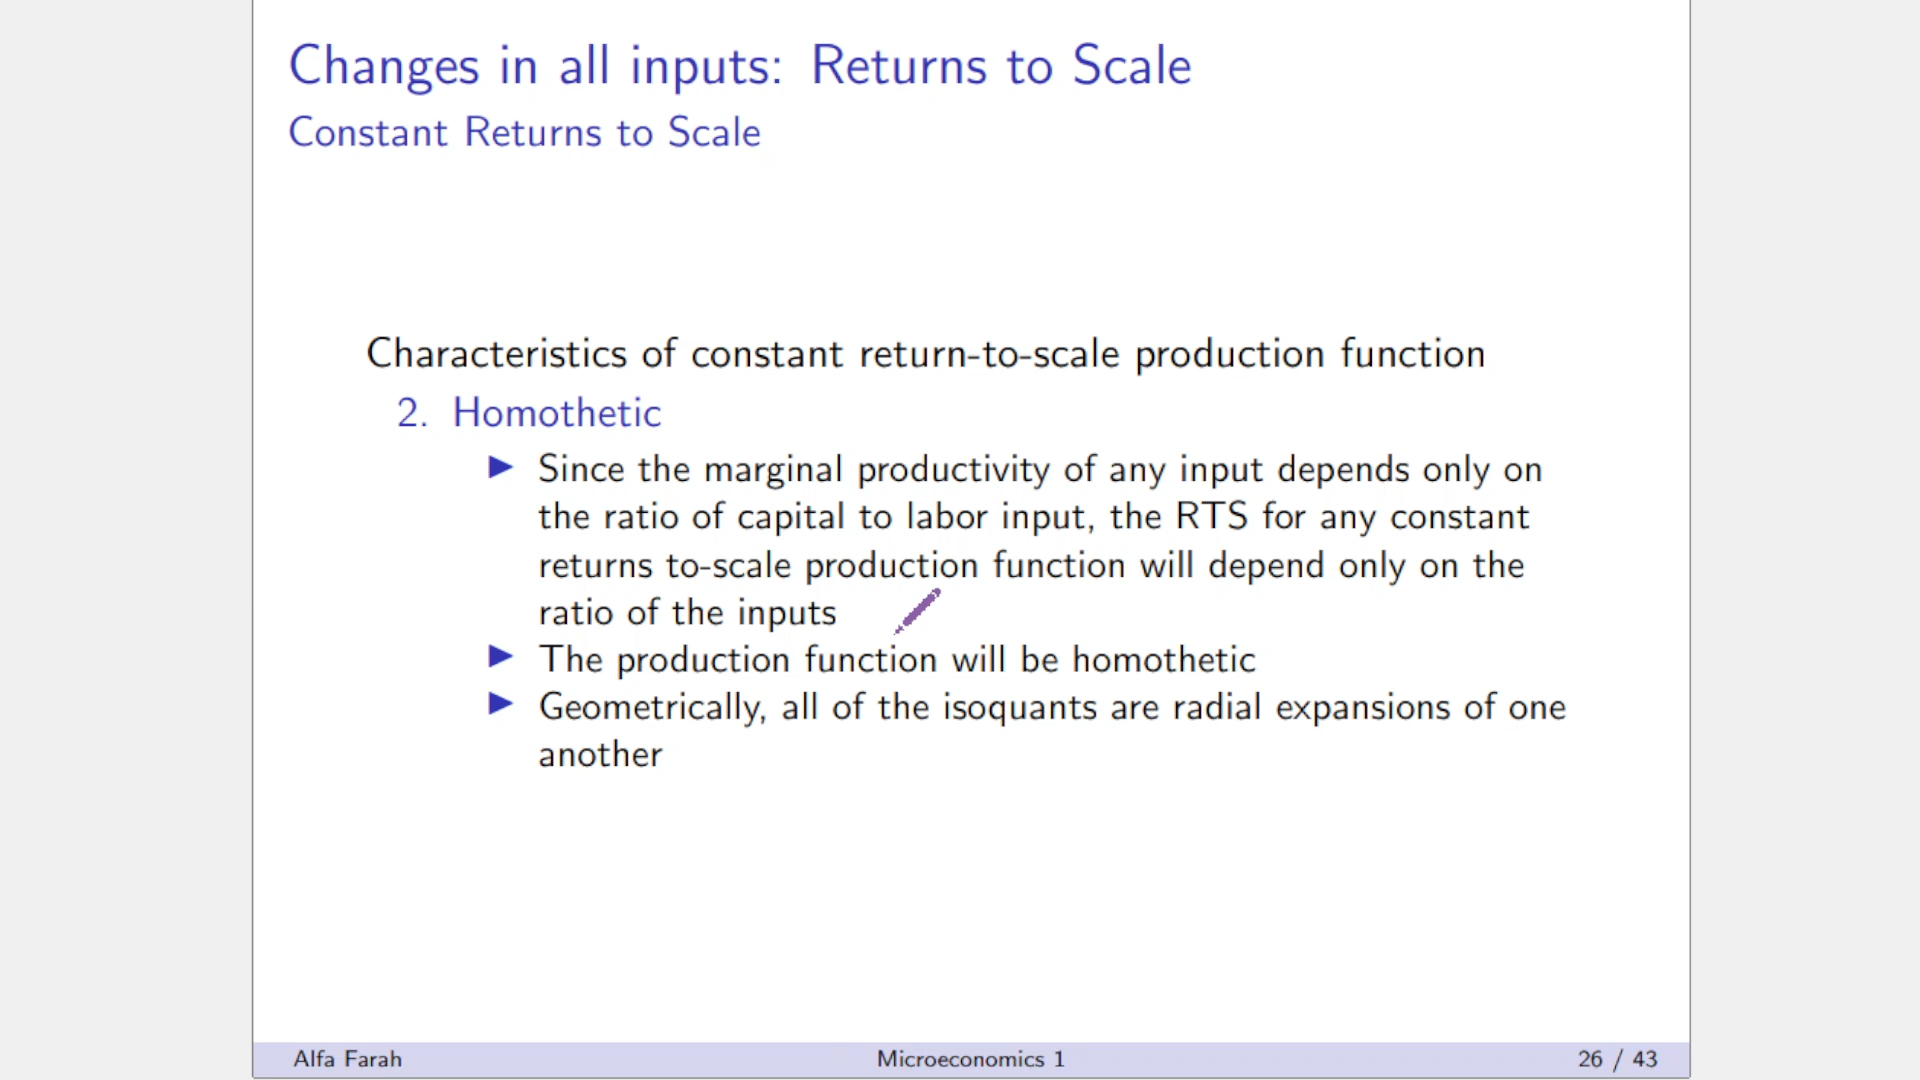 Changes in all inputs: Returns to Scale
Constant Returns to Scale
Characteristics of constant return-to-scale production function
2. Homothetic
▶ Since the marginal productivity of any input depends only on
the ratio of capital to labor input, the RTS for any constant
returns to-scale production function will depend only on the
ratio of the inputs
▶ The production function will be homothetic
▶ Geometrically, all of the isoquants are radial expansions of one
another
Alfa Farah Microeconomics 1 26 / 43